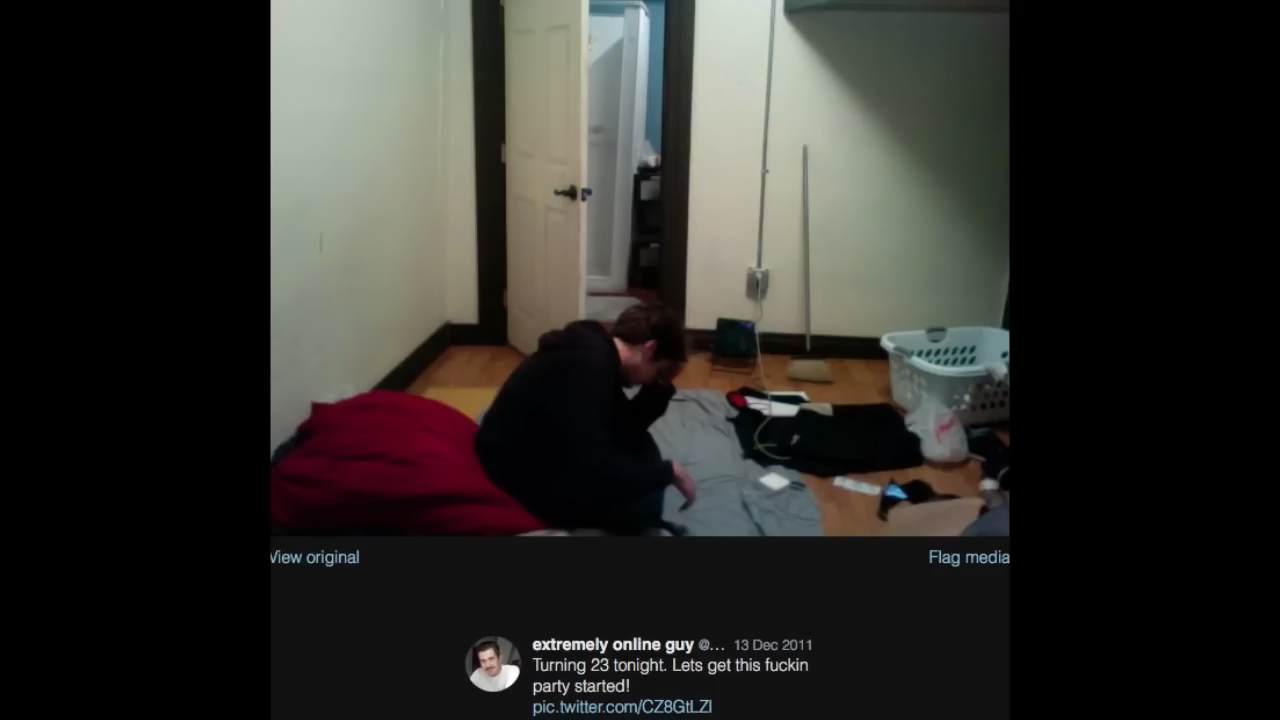 View original Flag media
extremely online guy @... 13 Dec 2011
Turning 23 tonight. Lets get this fuckin
party started!
pic.twitter.com/CZ8GtLZl